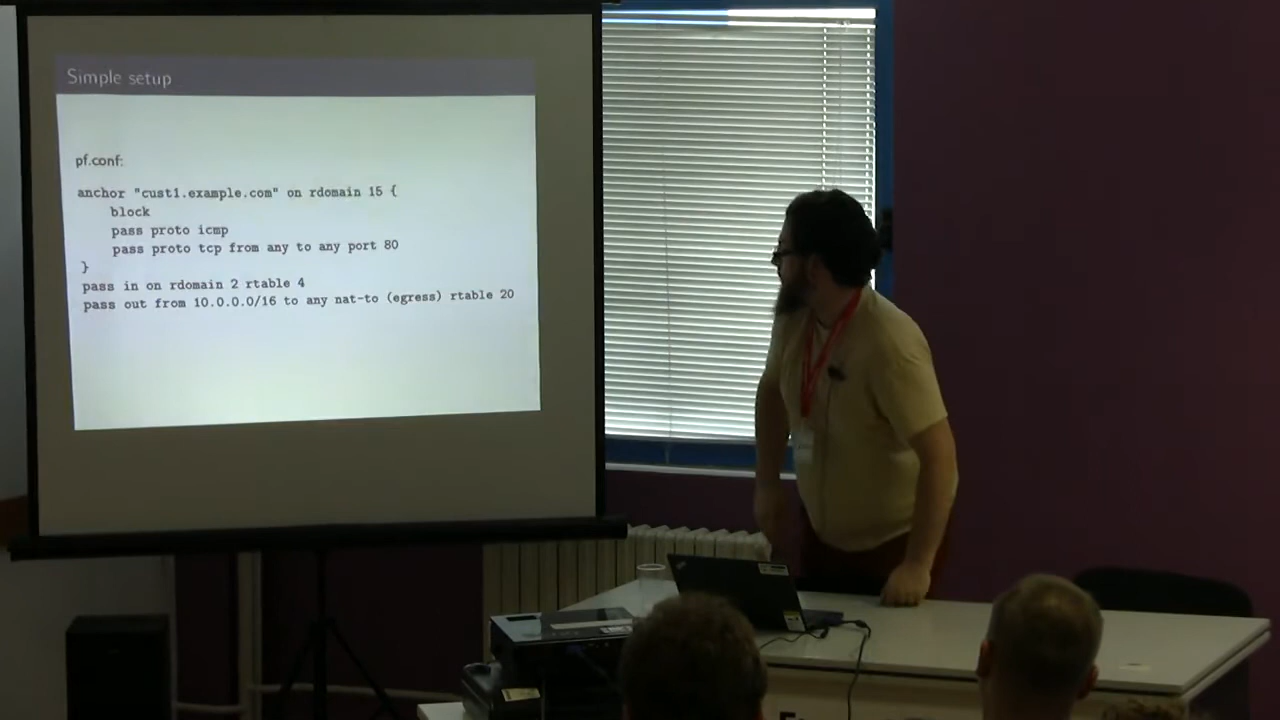 Simple setup
pf.conf:
anchor "cust1.example.com" on rdomain 15 {
block
pass proto icmp
pass proto tcp from any to any port 80
}
pass in on rdomain 2 rtable 4
pass out from 10.0.0.0/16 to any nat-to (egress) rtable 20